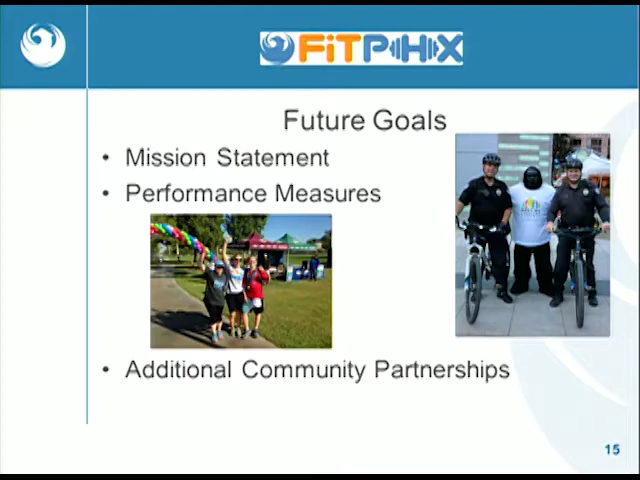 FiTPHX
Future Goals
• Mission Statement
• Performance Measures
• Additional Community Partnerships
15